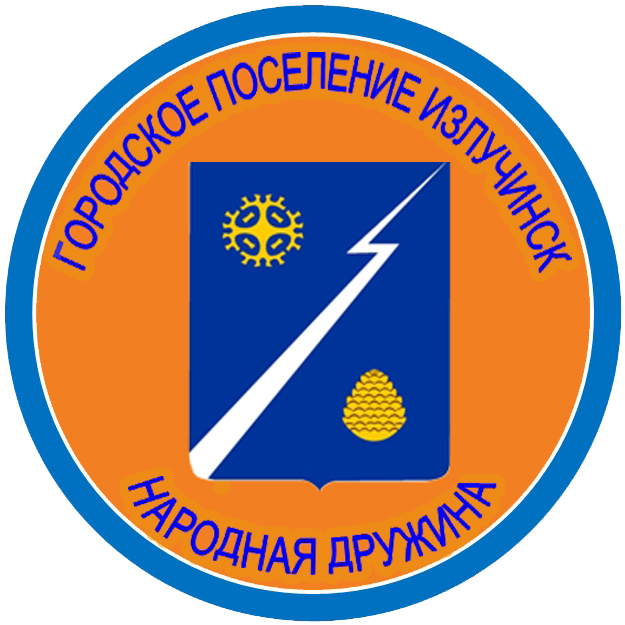 ГОРОДСКОЕ ПОСЕЛЕНИЕ ИЗЛУЧИНСК
НАРОДНАЯ ДРУЖИНА